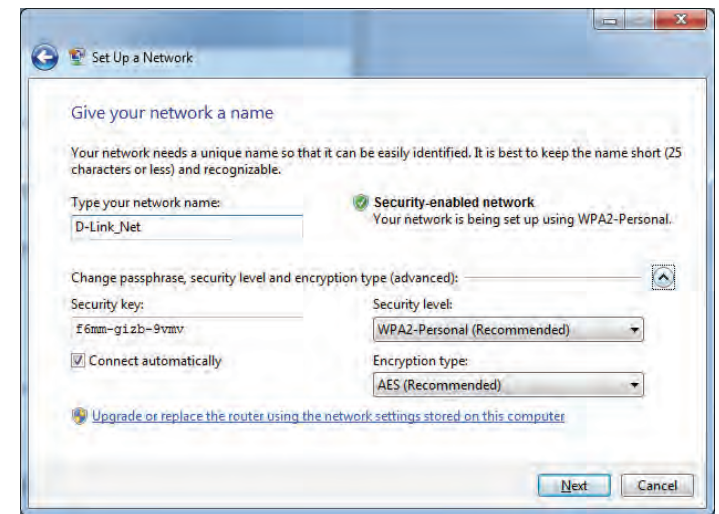 Set Up a Network
Give your network a name
Your network needs a unique name so that it can be easily identified. It is best to keep the name short (25
characters or less) and recognizable.
Type your network name:
D-Link_Net
Security-enabled network
Your network is being set up using WPA2-Personal.
Change passphrase, security level and encryption type (advanced):
Security key:
f6mm-gizb-9vmv
Security level:
WPA2-Personal (Recommended)
Connect automatically
Encryption type:
AES (Recommended)
Upgrade or replace the router using the network settings stored on this computer
Next
Cancel